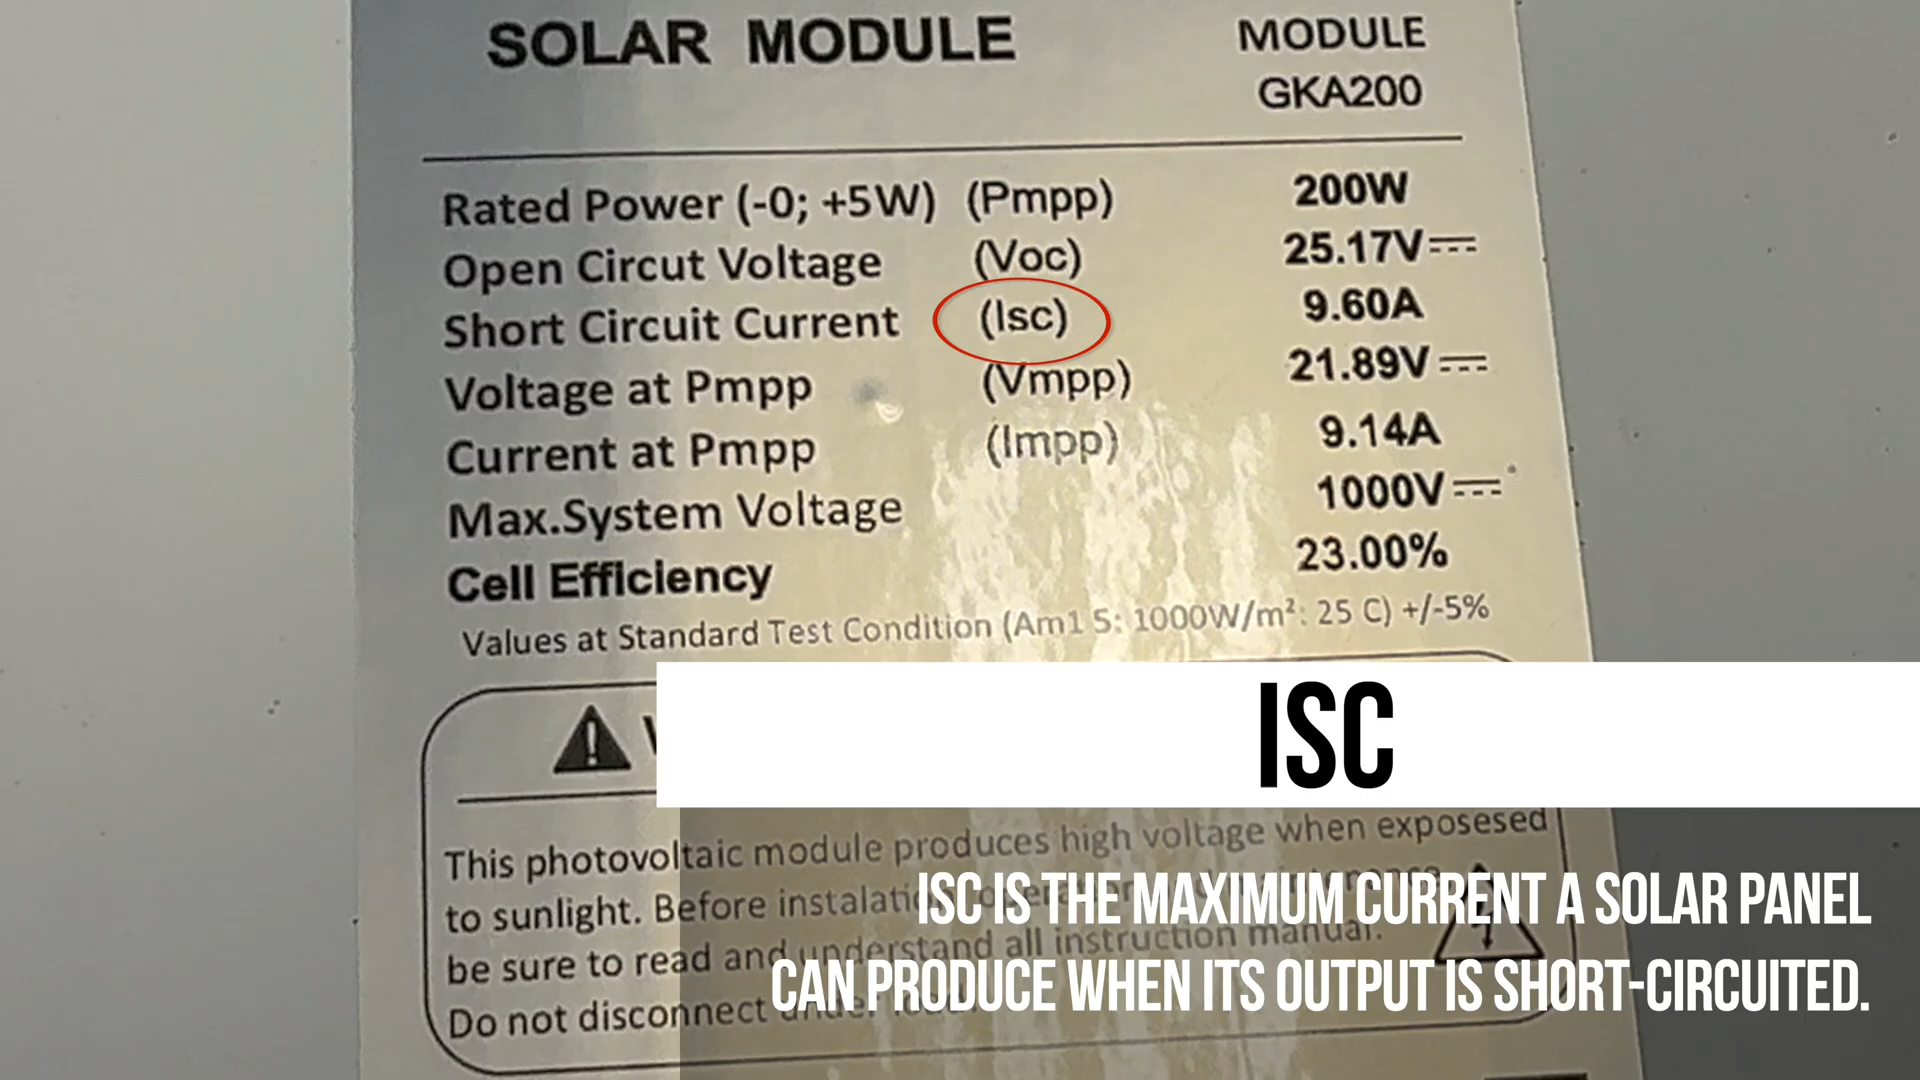 SOLAR MODULE
MODULE
GKA200
Rated Power (-0; +5W) (Pmpp) 200W
Open Circut Voltage (Voc) 25.17V
Short Circuit Current (Isc) 9.60A
Voltage at Pmpp (Vmpp) 21.89V
Current at Pmpp (Impp) 9.14A
Max.System Voltage 1000V
Cell Efficiency 23.00%
Values at Standard Test Condition (Am1 5: 1000W/m²: 25 C) +/-5%
ISC
This photovoltaic module produces high voltage when exposesed
to sunlight. Before instalation, operation
be sure to read and understand all instruction manual.
Do not disconnect under load.
ISC IS THE MAXIMUM CURRENT A SOLAR PANEL
CAN PRODUCE WHEN ITS OUTPUT IS SHORT-CIRCUITED.